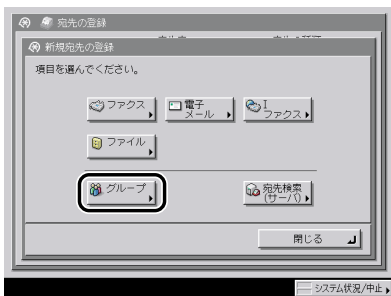 宛先の登録
新規宛先の登録
項目を選んでください。
ファクス
電子
メール
I
ファクス
ファイル
グループ
宛先検索
(サーバ)
閉じる
システム状況/中止